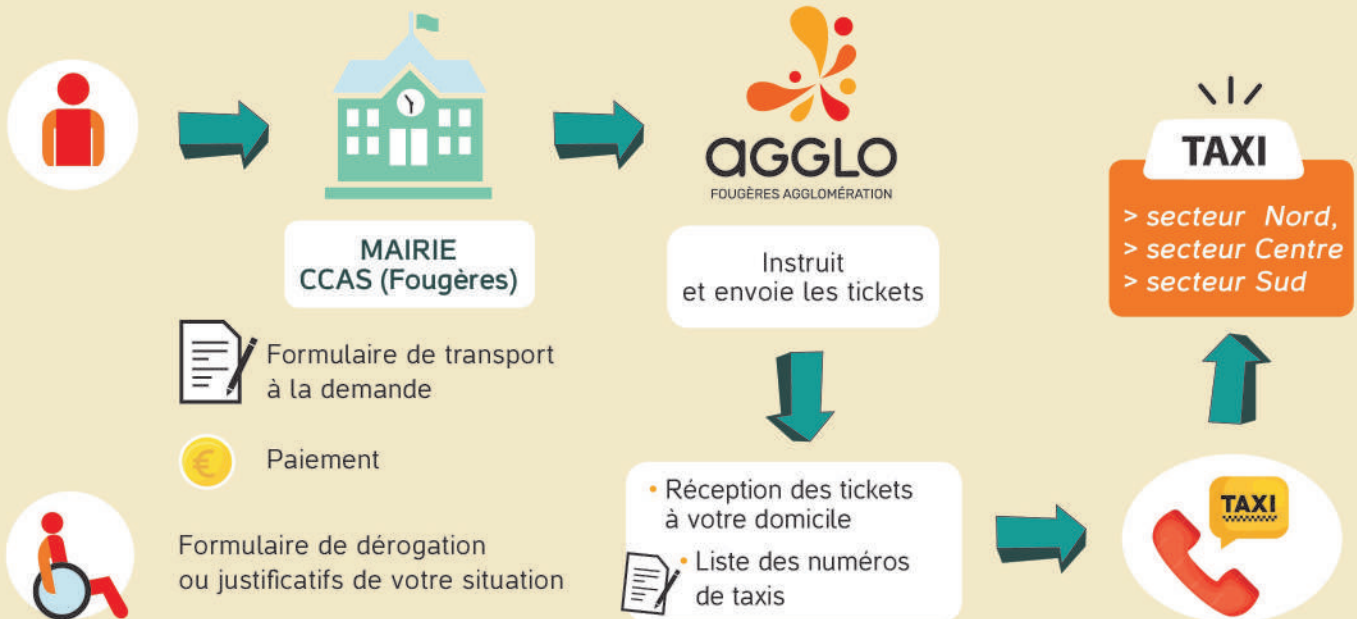 MAIRIE
CCAS (Fougères)
Formulaire de transport
à la demande
€
Paiement
Formulaire de dérogation
ou justificatifs de votre situation
aGGLO
FOUGÈRES AGGLOMÉRATION
Instruit
et envoie les tickets
• Réception des tickets
à votre domicile
• Liste des numéros
de taxis
TAXI
TAXI
> secteur Nord,
> secteur Centre
> secteur Sud